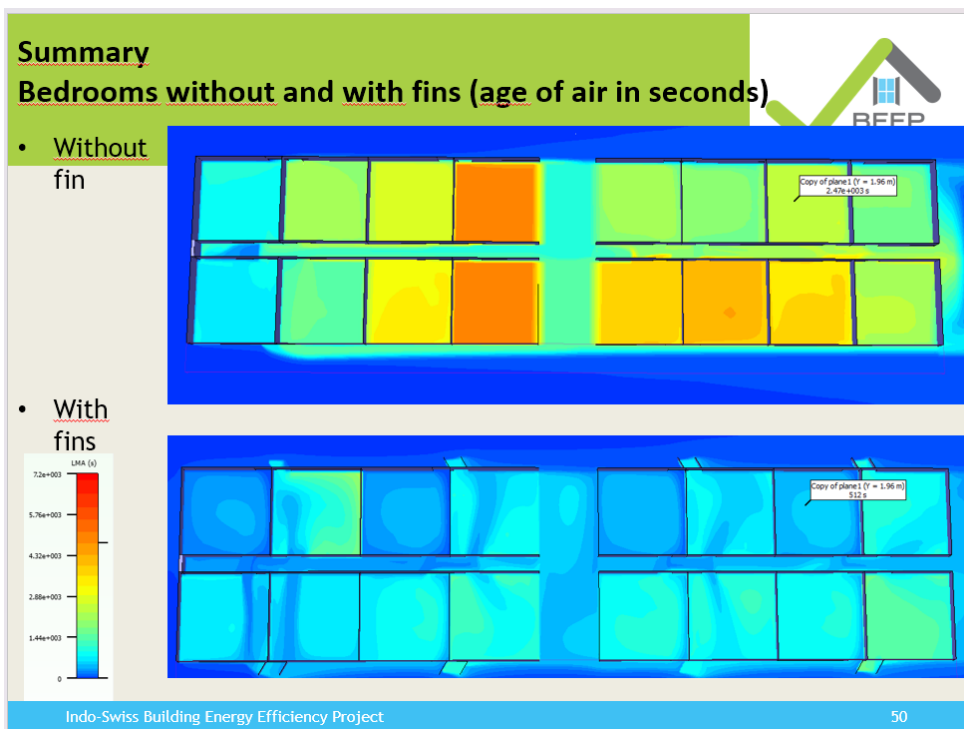 Summary
Bedrooms without and with fins (age of air in seconds)
BEEP
• Without
fin
Copy of plane1 (Y = 1.96 m)
2.47e+003 s
• With
fins
LMA (s)
7.2e+003
5.76e+003
4.32e+003
2.88e+003
1.44e+003
0
Copy of plane1 (Y = 1.96 m)
512 s
Indo-Swiss Building Energy Efficiency Project
50